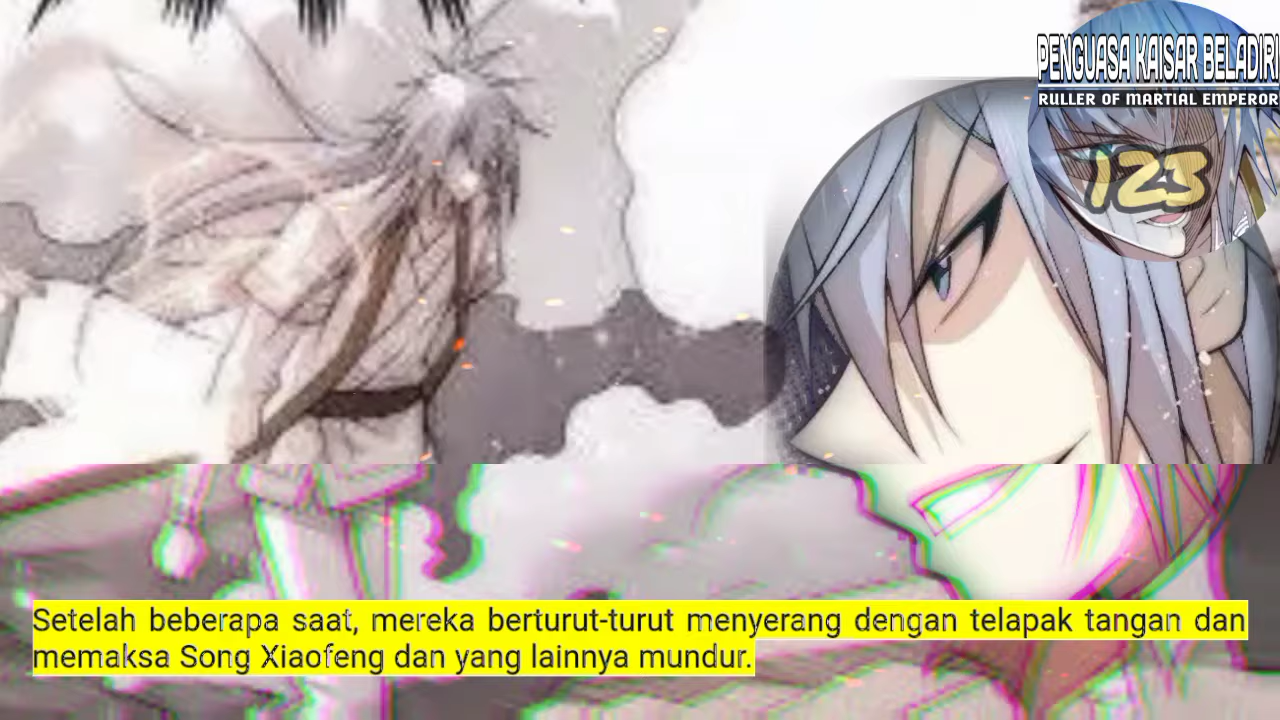 PENGUASA KAISAR BELADIRI
RULLER OF MARTIAL EMPEROR
123
Setelah beberapa saat, mereka berturut-turut menyerang dengan telapak tangan dan
memaksa Song Xiaofeng dan yang lainnya mundur.